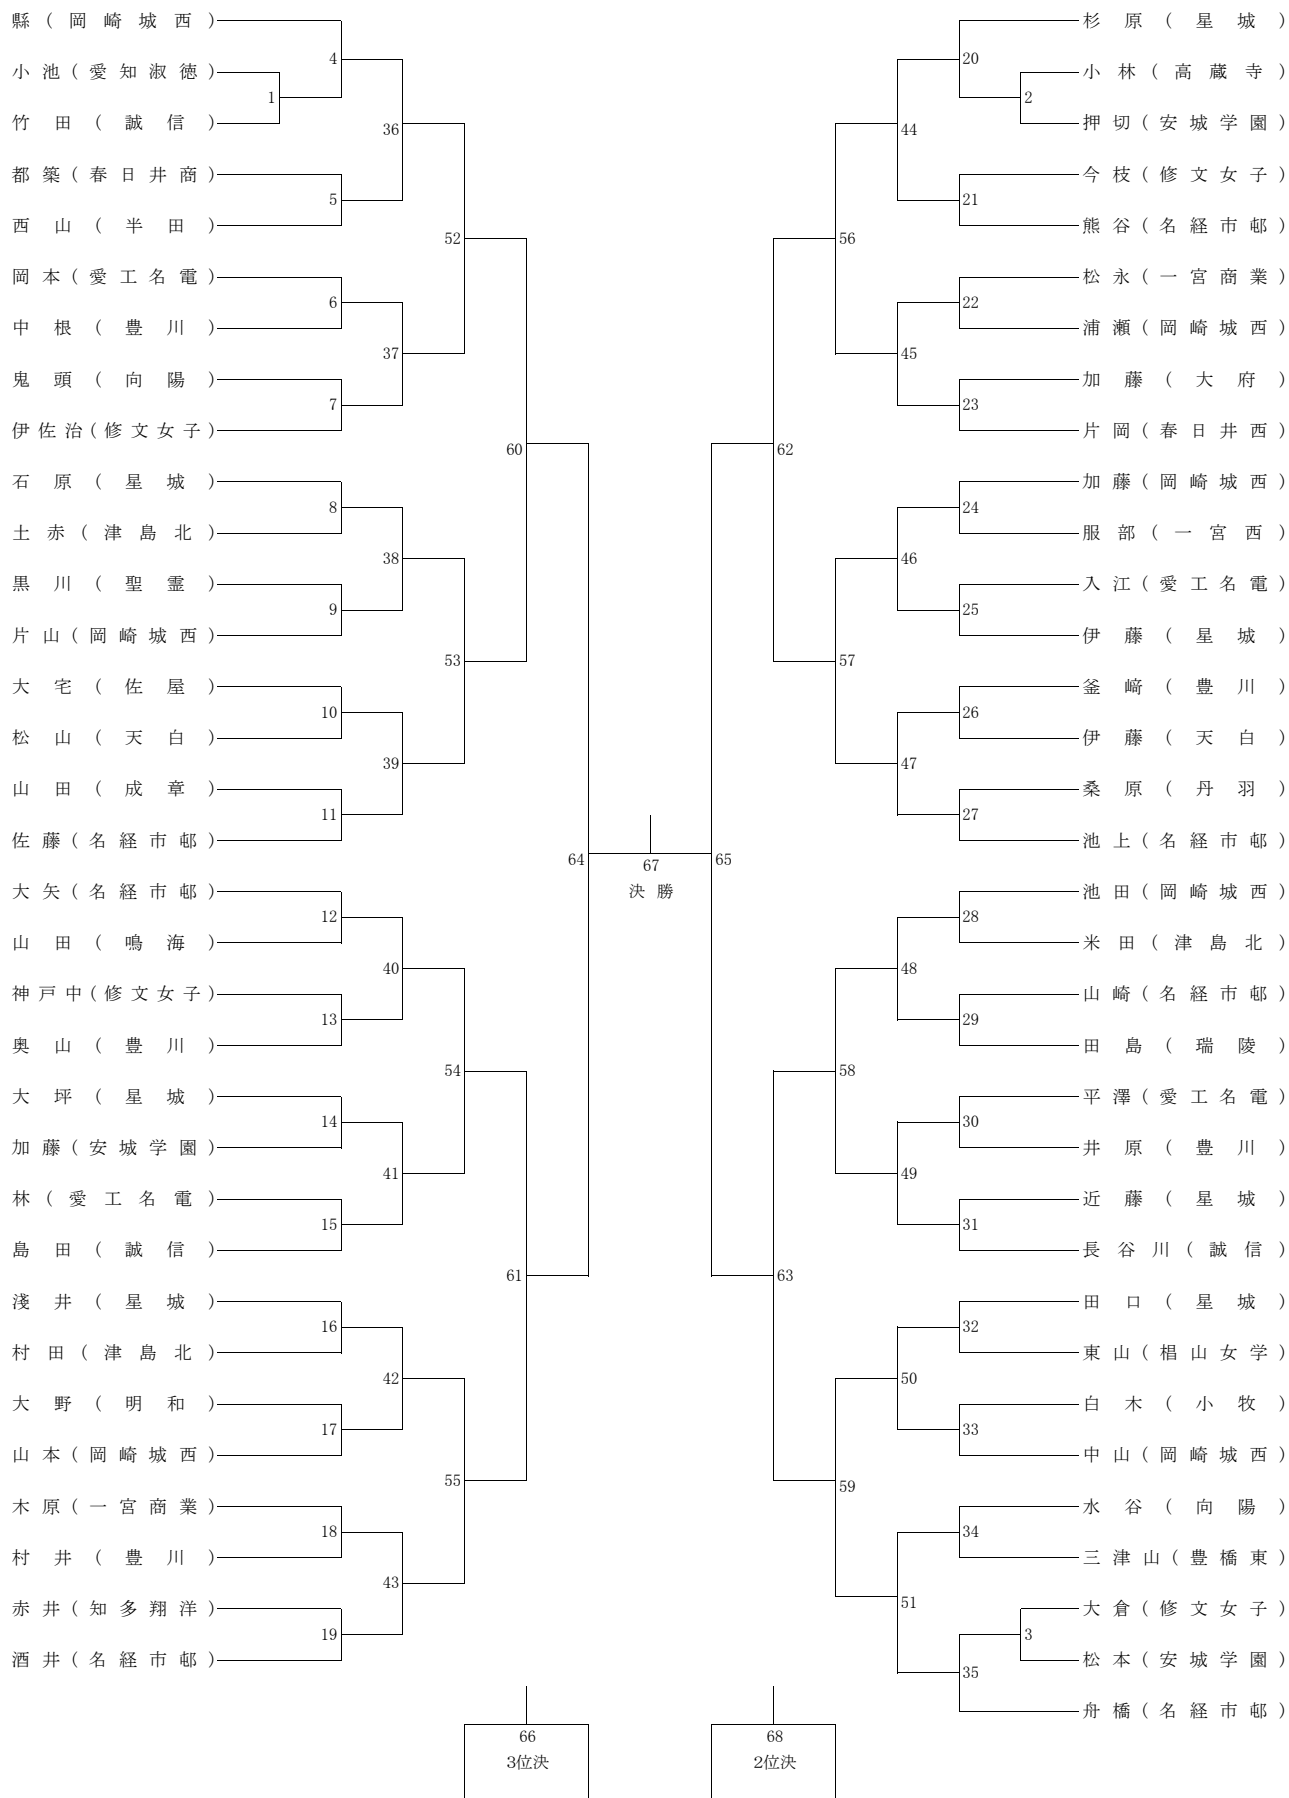 縣(岡崎城西)
小池(愛知淑徳)
竹田(誠信)
都築(春日井商)
西山(半田)
岡本(愛工名電)
中根(豊川)
鬼頭(向陽)
伊佐治(修文女子)
石原(星城)
土赤(津島北)
黒川(聖霊)
片山(岡崎城西)
大宅(佐屋)
松山(天白)
山田(成章)
佐藤(名経市邨)
大矢(名経市邨)
山田(鳴海)
神戸中(修文女子)
奥山(豊川)
大坪(星城)
加藤(安城学園)
林(愛工名電)
島田(誠信)
淺井(星城)
村田(津島北)
大野(明和)
山本(岡崎城西)
木原(一宮商業)
村井(豊川)
赤井(知多翔洋)
酒井(名経市邨)
1
4
5
6
7
8
9
10
11
12
13
14
15
16
17
18
19
36
37
38
39
40
41
42
43
52
53
54
55
60
61
64
67
決勝
65
62
63
56
57
58
59
44
45
46
47
48
49
50
51
20
21
22
23
24
25
26
27
28
29
30
31
32
33
34
35
2
3
杉原(星城)
小林(高蔵寺)
押切(安城学園)
今枝(修文女子)
熊谷(名経市邨)
松永(一宮商業)
浦瀬(岡崎城西)
加藤(大府)
片岡(春日井西)
加藤(岡崎城西)
服部(一宮西)
入江(愛工名電)
伊藤(星城)
釜﨑(豊川)
伊藤(天白)
桑原(丹羽)
池上(名経市邨)
池田(岡崎城西)
米田(津島北)
山崎(名経市邨)
田島(瑞陵)
平澤(愛工名電)
井原(豊川)
近藤(星城)
長谷川(誠信)
田口(星城)
東山(椙山女学)
白木(小牧)
中山(岡崎城西)
水谷(向陽)
三津山(豊橋東)
大倉(修文女子)
松本(安城学園)
舟橋(名経市邨)
66
3位決
68
2位決